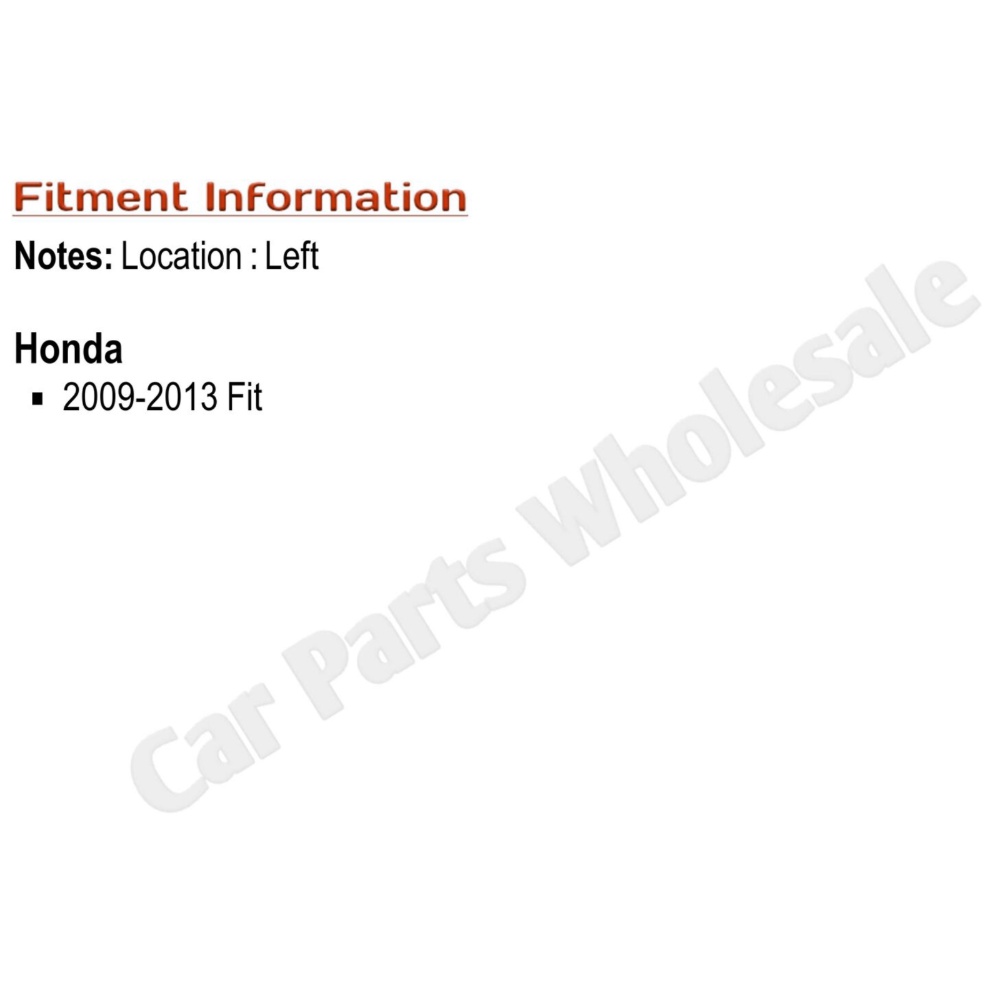 Fitment Information
Notes: Location : Left
Honda
▪ 2009-2013 Fit
Car Parts Wholesale